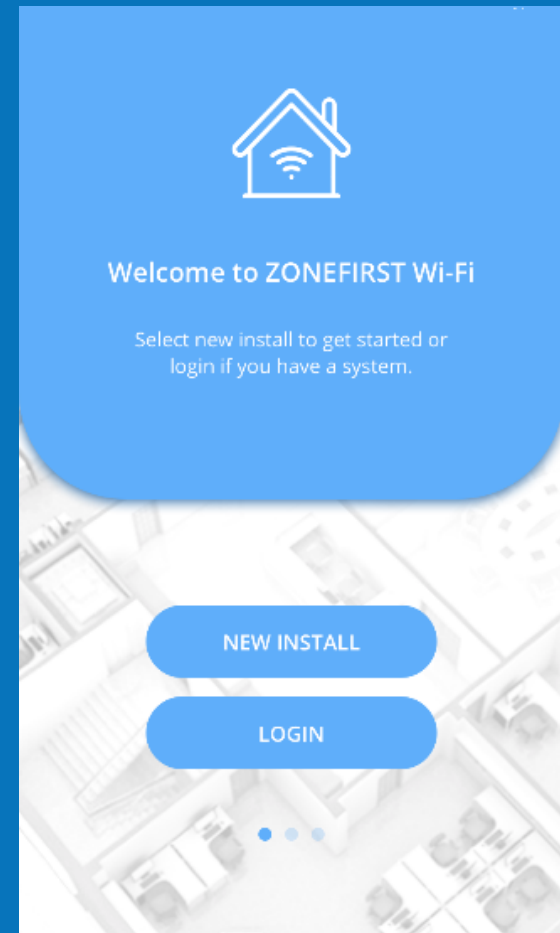 Welcome to ZONEFIRST Wi-Fi
Select new install to get started or
login if you have a system.
NEW INSTALL
LOGIN